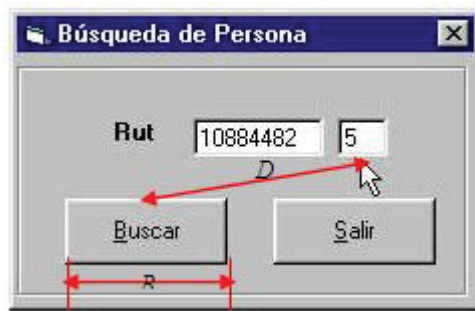 Búsqueda de Persona
Rut 10884482 5
D
Buscar Salir
R